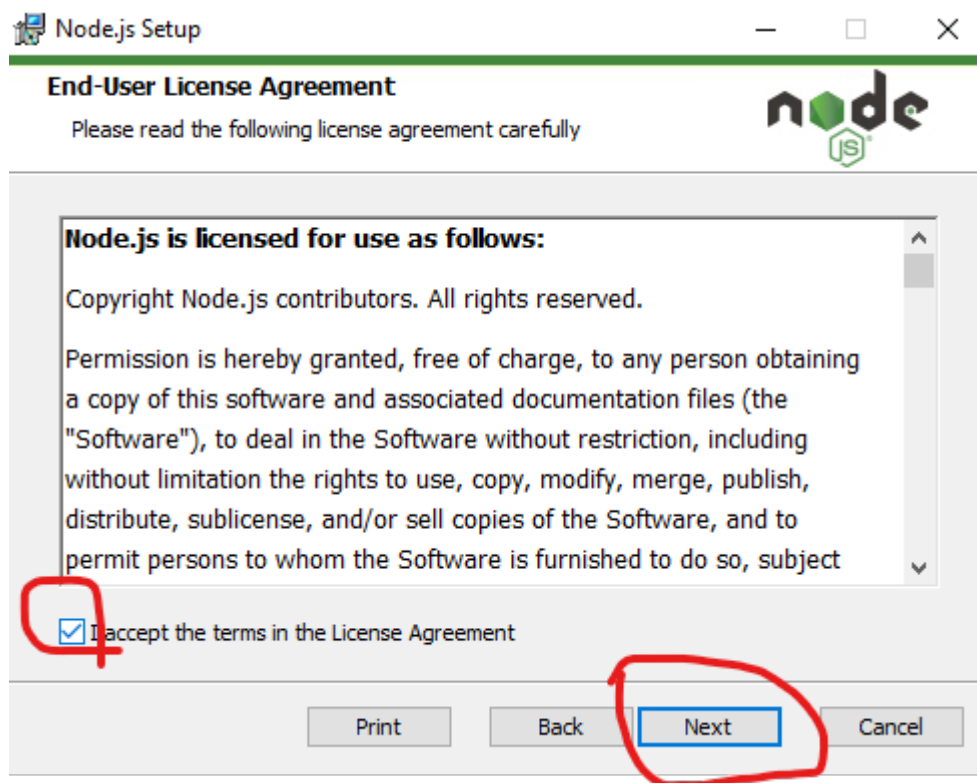 Node.js Setup
End-User License Agreement
Please read the following license agreement carefully
node
JS
Node.js is licensed for use as follows:
Copyright Node.js contributors. All rights reserved.
Permission is hereby granted, free of charge, to any person obtaining
a copy of this software and associated documentation files (the
"Software"), to deal in the Software without restriction, including
without limitation the rights to use, copy, modify, merge, publish,
distribute, sublicense, and/or sell copies of the Software, and to
permit persons to whom the Software is furnished to do so, subject
I accept the terms in the License Agreement
Print Back Next Cancel